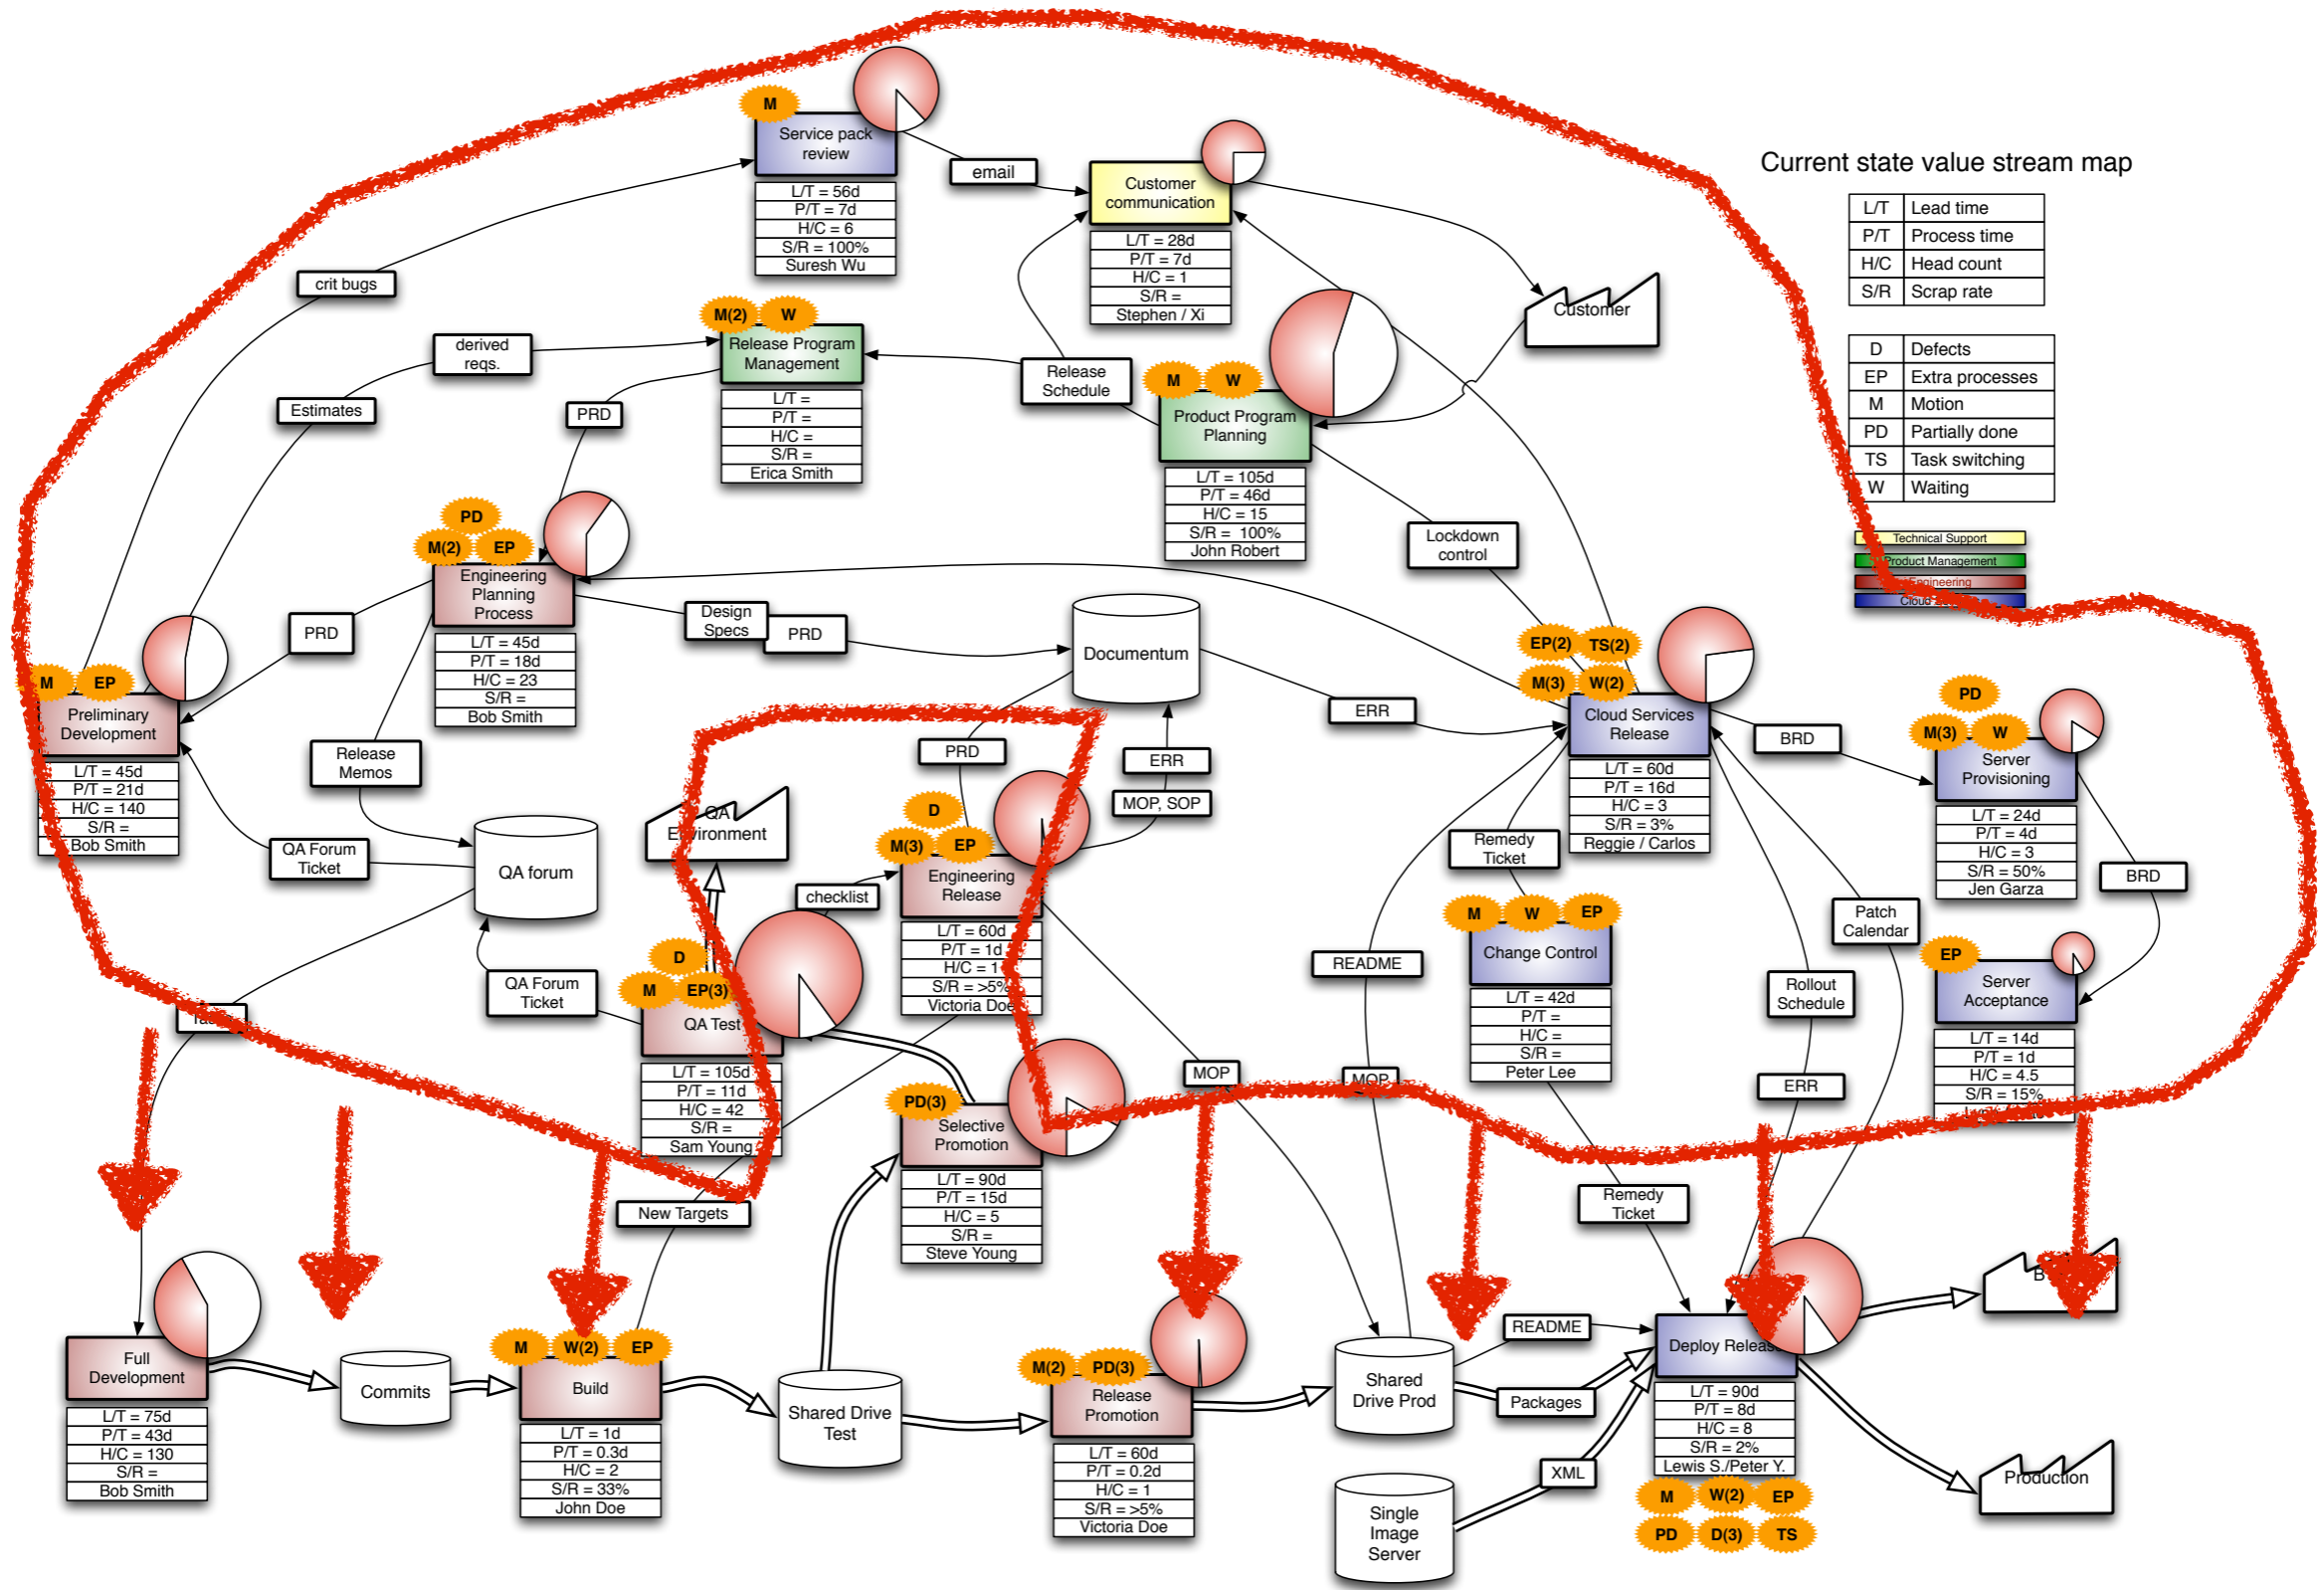 Current state value stream map
L/T Lead time
P/T Process time
H/C Head count
S/R Scrap rate
D Defects
EP Extra processes
M Motion
PD Partially done
TS Task switching
W Waiting
Technical Support
Product Management
Engineering
M
Service pack
review
L/T = 56d
P/T = 7d
H/C = 6
S/R = 100%
Suresh Wu
email
Customer
communication
L/T = 28d
P/T = 7d
H/C = 1
S/R =
Stephen / Xi
Customer
crit bugs
M(2) W
Release Program
Management
L/T =
P/T =
H/C =
S/R =
Erica Smith
derived
reqs.
Estimates
PRD
Release
Schedule
M W
Product Program
Planning
L/T = 105d
P/T = 46d
H/C = 15
S/R = 100%
John Robert
Lockdown
control
PD
M(2) EP
Engineering
Planning
Process
L/T = 45d
P/T = 18d
H/C = 23
S/R =
Bob Smith
Design
Specs
PRD
Documentum
PRD
M EP
Preliminary
Development
L/T = 45d
P/T = 21d
H/C = 140
S/R =
Bob Smith
Release
Memos
QA Forum
Ticket
QA forum
QA
Environment
PRD
ERR
MOP, SOP
ERR
EP(2) TS(2)
M(3) W(2)
Cloud Services
Release
L/T = 60d
P/T = 16d
H/C = 3
S/R = 3%
Reggie / Carlos
BRD
PD
M(3) W
Server
Provisioning
L/T = 24d
P/T = 4d
H/C = 3
S/R = 50%
Jen Garza
BRD
D
M(3) EP
Engineering
Release
L/T = 60d
P/T = 1d
H/C = 1
S/R = >5%
Victoria Doe
checklist
Remedy
Ticket
M W EP
Change Control
L/T = 42d
P/T =
H/C =
S/R =
Peter Lee
README
Patch
Calendar
Rollout
Schedule
ERR
EP
Server
Acceptance
L/T = 14d
P/T = 1d
H/C = 4.5
S/R = 15%
D
M EP(3)
QA Test
L/T = 105d
P/T = 11d
H/C = 42
S/R =
Sam Young
QA Forum
Ticket
MOP
MOP
PD(3)
Selective
Promotion
L/T = 90d
P/T = 15d
H/C = 5
S/R =
Steve Young
New Targets
Remedy
Ticket
Full
Development
L/T = 75d
P/T = 43d
H/C = 130
S/R =
Bob Smith
Commits
M W(2) EP
Build
L/T = 1d
P/T = 0.3d
H/C = 2
S/R = 33%
John Doe
Shared Drive
Test
M(2) PD(3)
Release
Promotion
L/T = 60d
P/T = 0.2d
H/C = 1
S/R = >5%
Victoria Doe
Shared
Drive Prod
README
Packages
XML
Single
Image
Server
Deploy Release
L/T = 90d
P/T = 8d
H/C = 8
S/R = 2%
Lewis S./Peter Y.
M W(2) EP
PD D(3) TS
Production